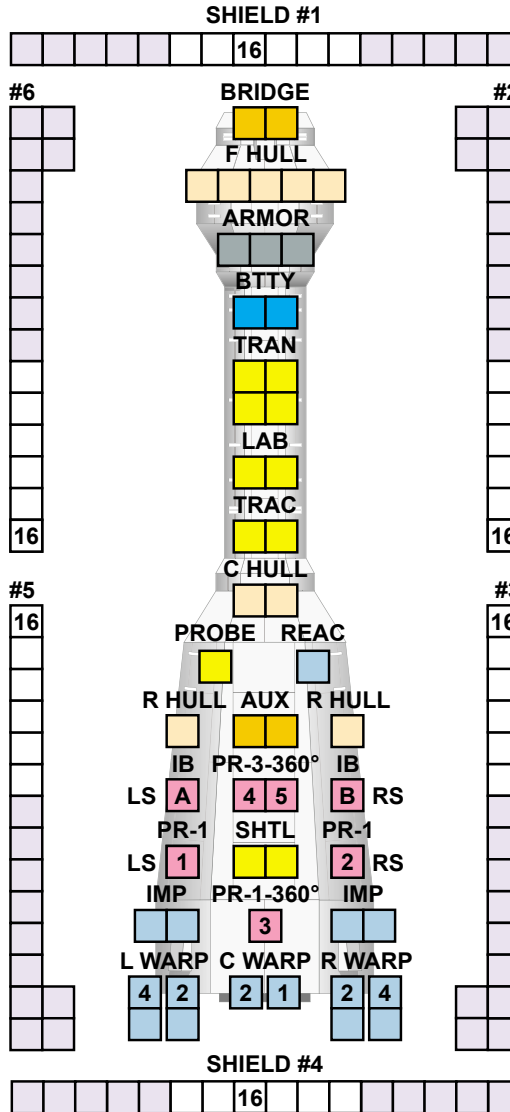 SHIELD #1
16
#6 BRIDGE #2
F HULL
ARMOR
BTTY
TRAN
LAB
TRAC
16 16
C HULL
#5 #3
16 16
PROBE REAC
R HULL AUX R HULL
IB PR-3-360° IB
LS A 4 5 B RS
PR-1 SHTL PR-1
LS 1 2 RS
IMP PR-1-360° IMP
3
L WARP C WARP R WARP
4 2 2 1 2 4
SHIELD #4
16